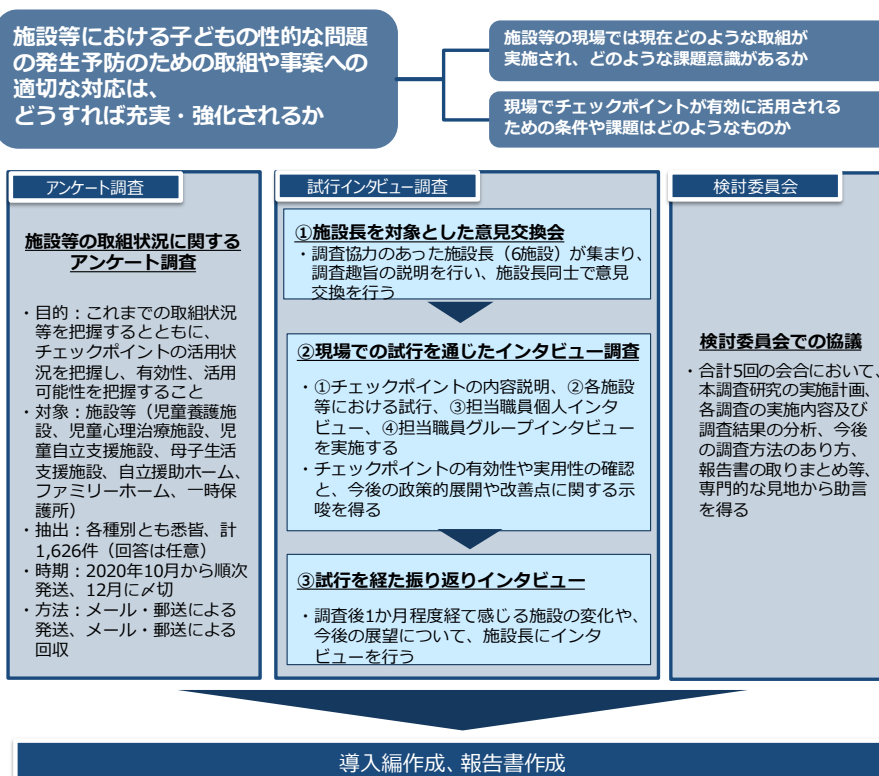 施設等における子どもの性的な問題
の発生予防のための取組や事案への
適切な対応は、
どうすれば充実・強化されるか
施設等の現場では現在どのような取組が
実施され、どのような課題意識があるか
現場でチェックポイントが有効に活用される
ための条件や課題はどのようなものか
アンケート調査
施設等の取組状況に関する
アンケート調査
・目的：これまでの取組状況
等を把握するとともに、
チェックポイントの活用状
況を把握し、有効性、活用
可能性を把握すること
・対象：施設等（児童養護施
設、児童心理治療施設、児
童自立支援施設、母子生活
支援施設、自立援助ホーム、
ファミリーホーム、一時保
護所）
・抽出：各種別とも悉皆、計
1,626件（回答は任意）
・時期：2020年10月から順次
発送、12月に〆切
・方法：メール・郵送による
発送、メール・郵送による
回収
試行インタビュー調査
①施設長を対象とした意見交換会
・調査協力のあった施設長（6施設）が集まり、
調査趣旨の説明を行い、施設長同士で意見
交換を行う
②現場での試行を通じたインタビュー調査
・①チェックポイントの内容説明、②各施設
等における試行、③担当職員個人インタ
ビュー、④担当職員グループインタビュー
を実施する
・チェックポイントの有効性や実用性の確認
と、今後の政策的展開や改善点に関する示
唆を得る
③試行を経た振り返りインタビュー
・調査後1か月程度経て感じる施設の変化や、
今後の展望について、施設長にインタ
ビューを行う
検討委員会
検討委員会での協議
・合計5回の会合において、
本調査研究の実施計画、
各調査の実施内容及び
調査結果の分析、今後
の調査方法のあり方、
報告書の取りまとめ等、
専門的な見地から助言
を得る
導入編作成、報告書作成